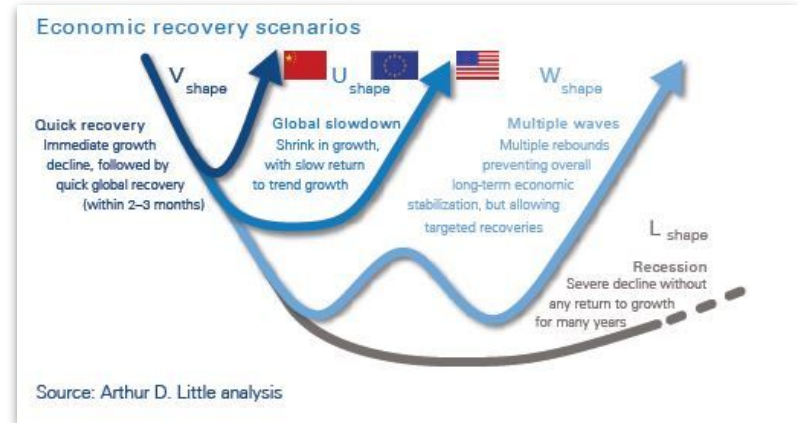 Economic recovery scenarios
V shape
U shape
W shape
Quick recovery
Immediate growth
decline, followed by
quick global recovery
(within 2–3 months)
Global slowdown
Shrink in growth,
with slow return
to trend growth
Multiple waves
Multiple rebounds
preventing overall
long-term economic
stabilization, but allowing
targeted recoveries
L shape
Recession
Severe decline without
any return to growth
for many years
Source: Arthur D. Little analysis